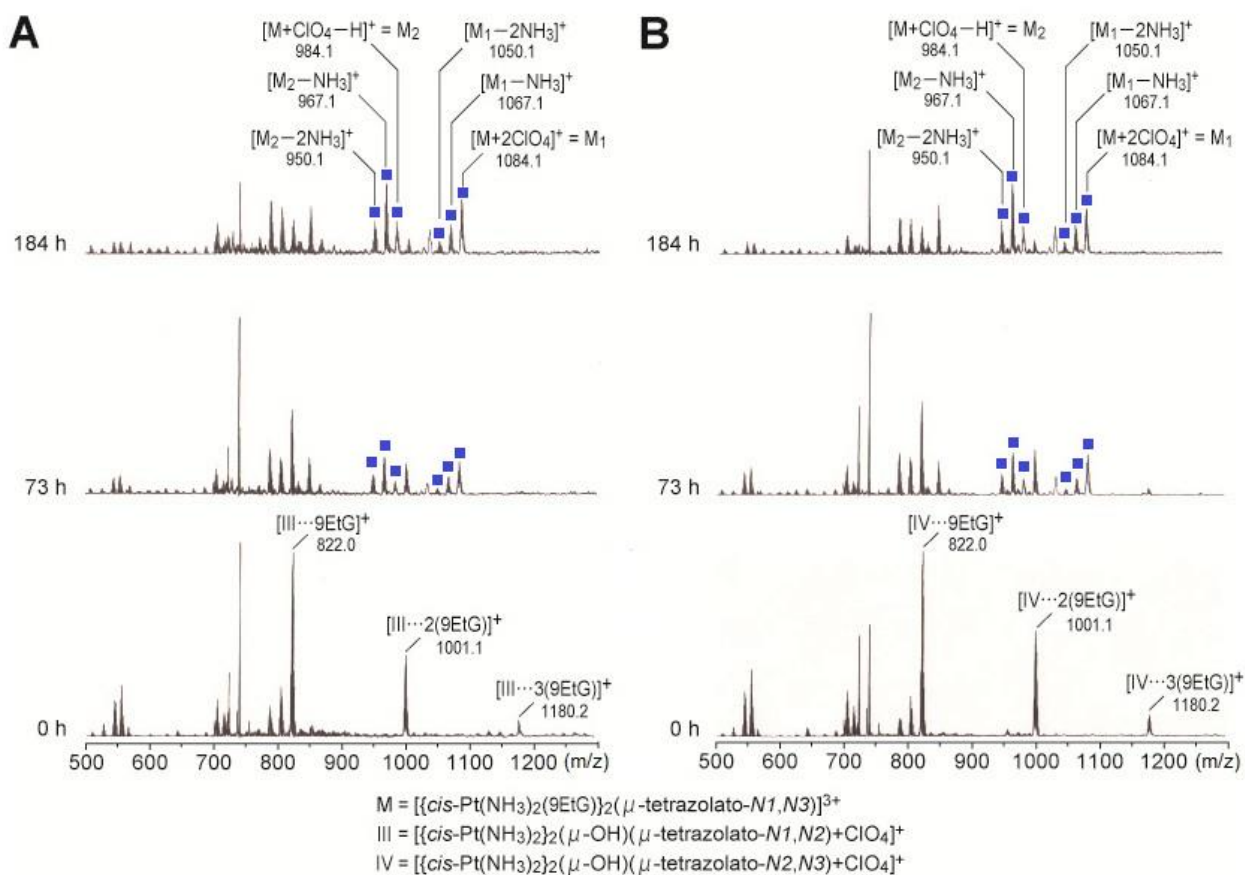 A
[M+ClO4−H]+ = M2
984.1
[M1−2NH3]+
1050.1
[M2−NH3]+
967.1
[M1−NH3]+
1067.1
[M2−2NH3]+
950.1
[M+2ClO4]+ = M1
1084.1
184 h
73 h
[III···9EtG]+
822.0
[III···2(9EtG)]+
1001.1
[III···3(9EtG)]+
1180.2
0 h
500 600 700 800 900 1000 1100 1200 (m/z)
B
[M+ClO4−H]+ = M2
984.1
[M1−2NH3]+
1050.1
[M2−NH3]+
967.1
[M1−NH3]+
1067.1
[M2−2NH3]+
950.1
[M+2ClO4]+ = M1
1084.1
184 h
73 h
[IV···9EtG]+
822.0
[IV···2(9EtG)]+
1001.1
[IV···3(9EtG)]+
1180.2
0 h
500 600 700 800 900 1000 1100 1200 (m/z)
M = [{cis-Pt(NH3)2(9EtG)}2(μ-tetrazolato-N1,N3)]3+
III = [{cis-Pt(NH3)2}2(μ-OH)(μ-tetrazolato-N1,N2)+ClO4]+
IV = [{cis-Pt(NH3)2}2(μ-OH)(μ-tetrazolato-N2,N3)+ClO4]+